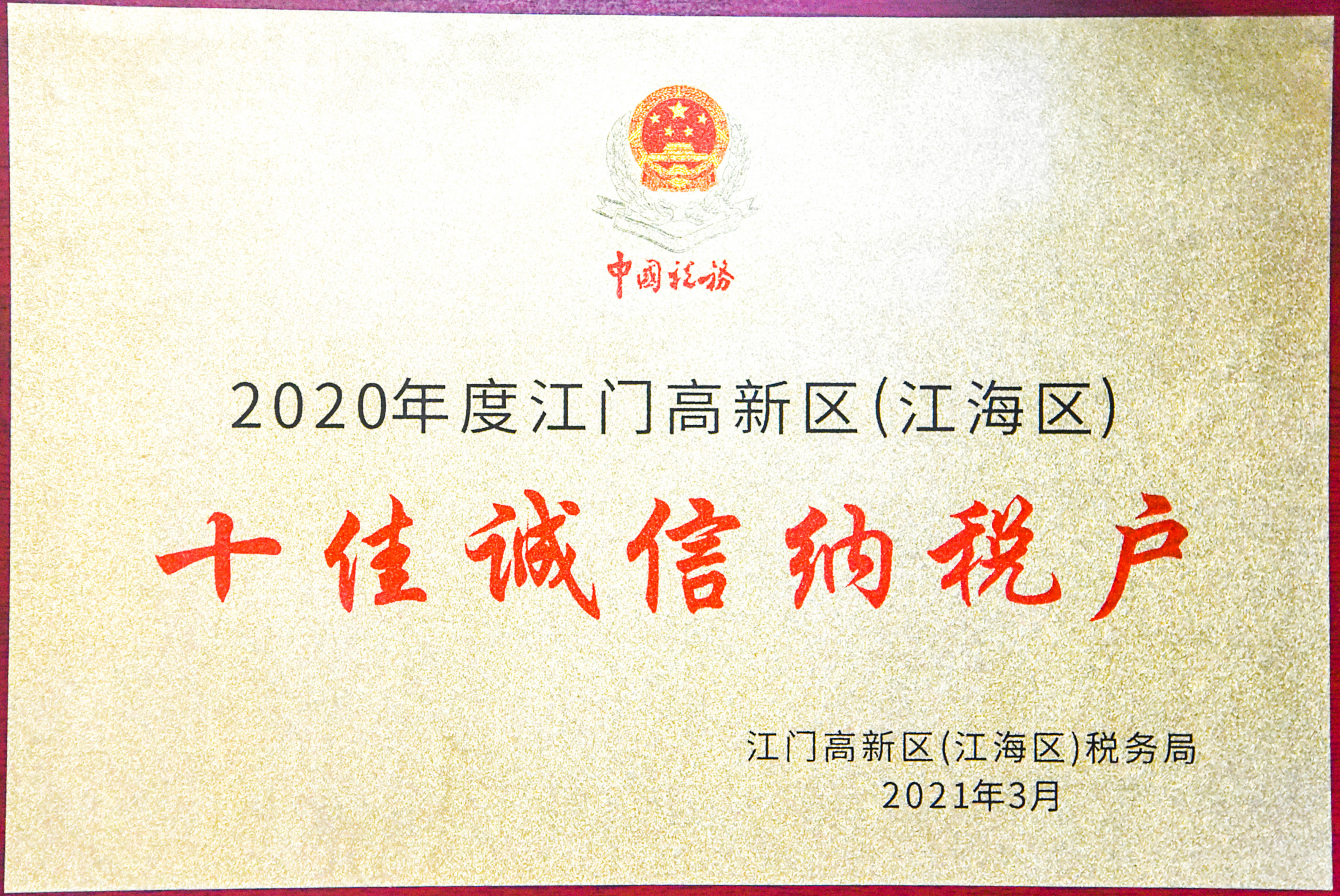 中国税務
2020年度江门高新区(江海区)
十佳诚信纳税户
江门高新区(江海区)税务局
2021年3月